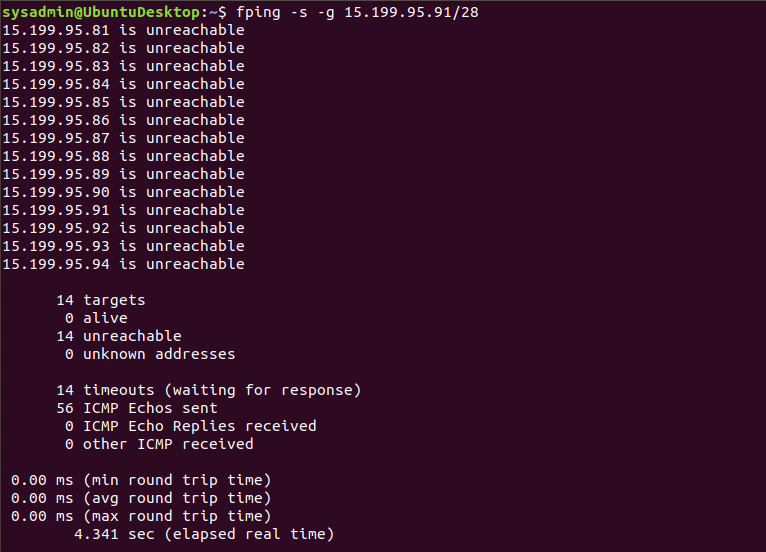 sysadmin@UbuntuDesktop:~$ fping -s -g 15.199.95.91/28
15.199.95.81 is unreachable
15.199.95.82 is unreachable
15.199.95.83 is unreachable
15.199.95.84 is unreachable
15.199.95.85 is unreachable
15.199.95.86 is unreachable
15.199.95.87 is unreachable
15.199.95.88 is unreachable
15.199.95.89 is unreachable
15.199.95.90 is unreachable
15.199.95.91 is unreachable
15.199.95.92 is unreachable
15.199.95.93 is unreachable
15.199.95.94 is unreachable
14 targets
0 alive
14 unreachable
0 unknown addresses
14 timeouts (waiting for response)
56 ICMP Echos sent
0 ICMP Echo Replies received
0 other ICMP received
0.00 ms (min round trip time)
0.00 ms (avg round trip time)
0.00 ms (max round trip time)
4.341 sec (elapsed real time)